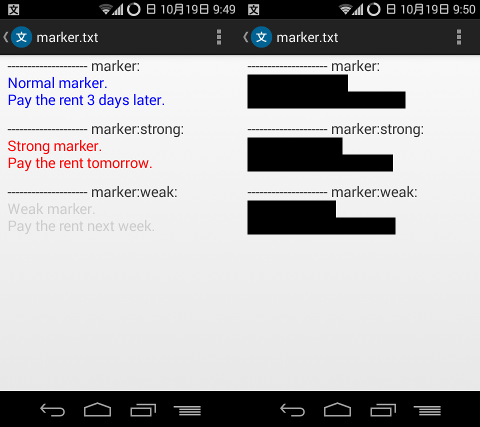 文 日 10月19日 9:49
文 marker.txt
-------------------- marker:
Normal marker.
Pay the rent 3 days later.
-------------------- marker:strong:
Strong marker.
Pay the rent tomorrow.
-------------------- marker:weak:
Weak marker.
Pay the rent next week.
文 日 10月19日 9:50
文 marker.txt
-------------------- marker:
-------------------- marker:strong:
-------------------- marker:weak: